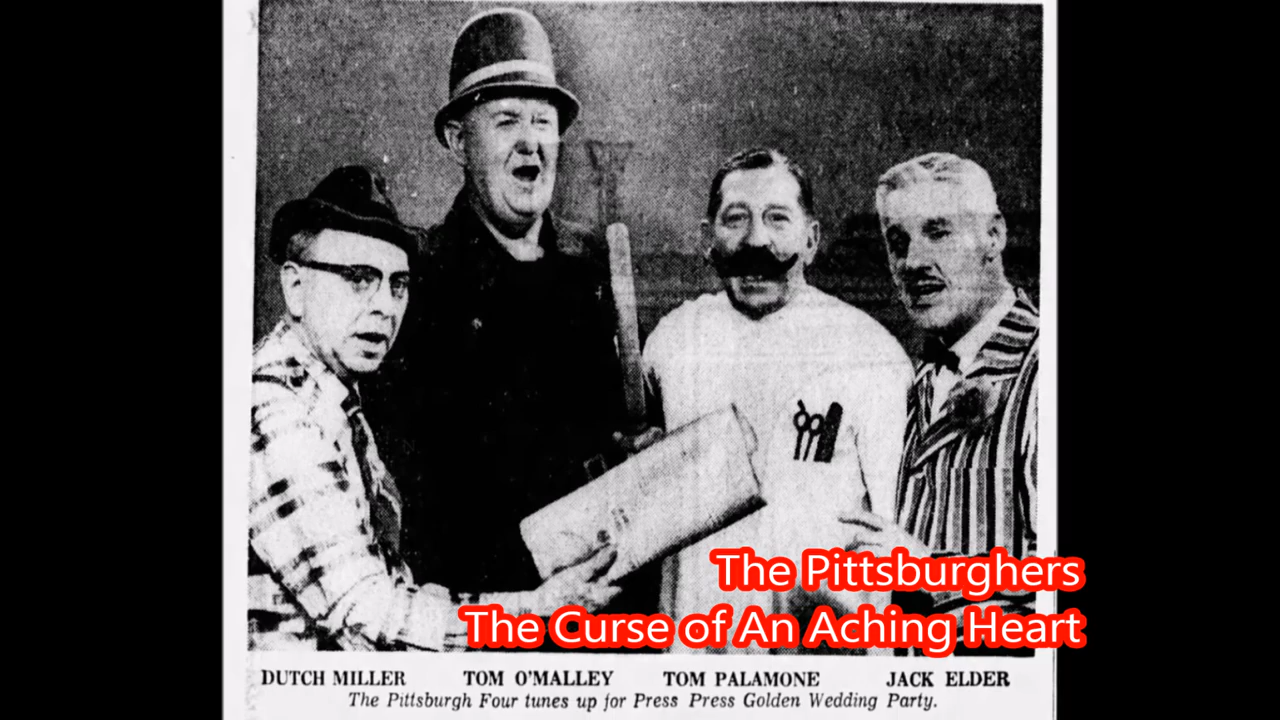 The Pittsburghers
The Curse of An Aching Heart
DUTCH MILLER TOM O'MALLEY TOM PALAMONE JACK ELDER
The Pittsburgh Four tunes up for Press Press Golden Wedding Party.